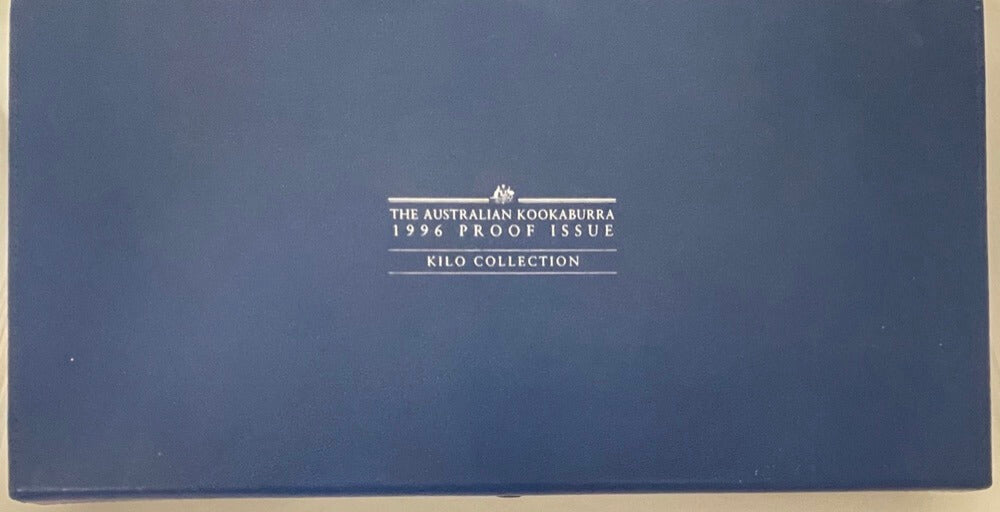 THE AUSTRALIAN KOOKABURRA
1996 PROOF ISSUE
KILO COLLECTION